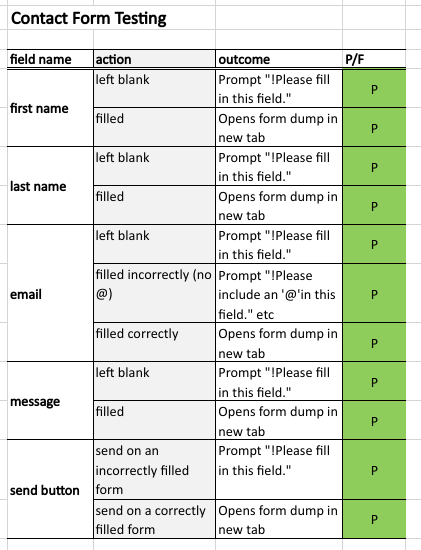 Contact Form Testing
field name action outcome P/F
first name
left blank
Prompt "!Please fill
in this field."
P
filled
Opens form dump in
new tab
P
last name
left blank
Prompt "!Please fill
in this field."
P
filled
Opens form dump in
new tab
P
email
left blank
Prompt "!Please fill
in this field."
P
filled incorrectly (no
@)
Prompt "!Please
include an '@'in this
field." etc
P
filled correctly
Opens form dump in
new tab
P
message
left blank
Prompt "!Please fill
in this field."
P
filled
Opens form dump in
new tab
P
send button
send on an
incorrectly filled
form
Prompt "!Please fill
in this field."
P
send on a correctly
filled form
Opens form dump in
new tab
P